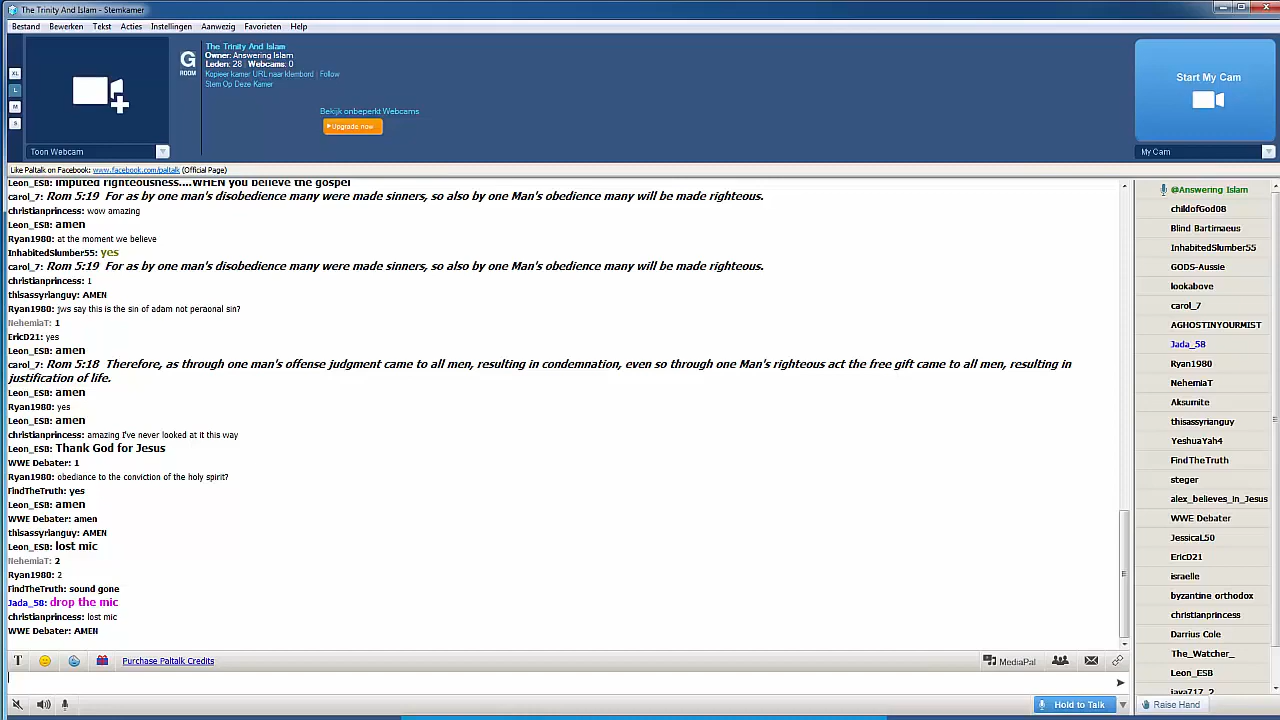 The Trinity And Islam - Stemkamer
Bestand Bewerken Tekst Acties Instellingen Aanwezig Favorieten Help
XL
L
M
S
Toon Webcam
G
ROOM
The Trinity And Islam
Owner: Answering Islam
Leden: 28 Webcams: 0
Kopieer kamer URL naar klembord | Follow
Stem Op Deze Kamer
Bekijk onbeperkt Webcams
Upgrade now
Start My Cam
My Cam
Like Paltalk on Facebook: www.facebook.com/paltalk (Official Page)
Leon_ESB: Imputed righteousness....WHEN you believe the gospel
carol_7: Rom 5:19 For as by one man's disobedience many were made sinners, so also by one Man's obedience many will be made righteous.
christianprincess: wow amazing
Leon_ESB: amen
Ryan1980: at the moment we believe
InhabitedSlumber55: yes
carol_7: Rom 5:19 For as by one man's disobedience many were made sinners, so also by one Man's obedience many will be made righteous.
christianprincess: 1
thisassyrianguy: AMEN
Ryan1980: jws say this is the sin of adam not peraonal sin?
NehemiaT: 1
EricD21: yes
Leon_ESB: amen
carol_7: Rom 5:18 Therefore, as through one man's offense judgment came to all men, resulting in condemnation, even so through one Man's righteous act the free gift came to all men, resulting in
justification of life.
Leon_ESB: amen
Ryan1980: yes
Leon_ESB: amen
christianprincess: amazing I've never looked at it this way
Leon_ESB: Thank God for Jesus
WWE Debater: 1
Ryan1980: obediance to the conviction of the holy spirit?
FindTheTruth: yes
Leon_ESB: amen
WWE Debater: amen
thisassyrianguy: AMEN
Leon_ESB: lost mic
NehemiaT: 2
Ryan1980: 2
FindTheTruth: sound gone
Jada_58: drop the mic
christianprincess: lost mic
WWE Debater: AMEN
@Answering Islam
childofGod08
Blind Bartimaeus
InhabitedSlumber55
GODS-Aussie
lookabove
carol_7
AGHOSTINYOURMIST
Jada_58
Ryan1980
NehemiaT
Aksumite
thisassyrianguy
YeshuaYah4
FindTheTruth
steger
alex_believes_in_Jesus
WWE Debater
JessicaL50
EricD21
israelle
byzantine orthodox
christianprincess
Darrius Cole
The_Watcher_
Leon_ESB
java717_2
T Purchase Paltalk Credits MediaPal
Hold to Talk Raise Hand